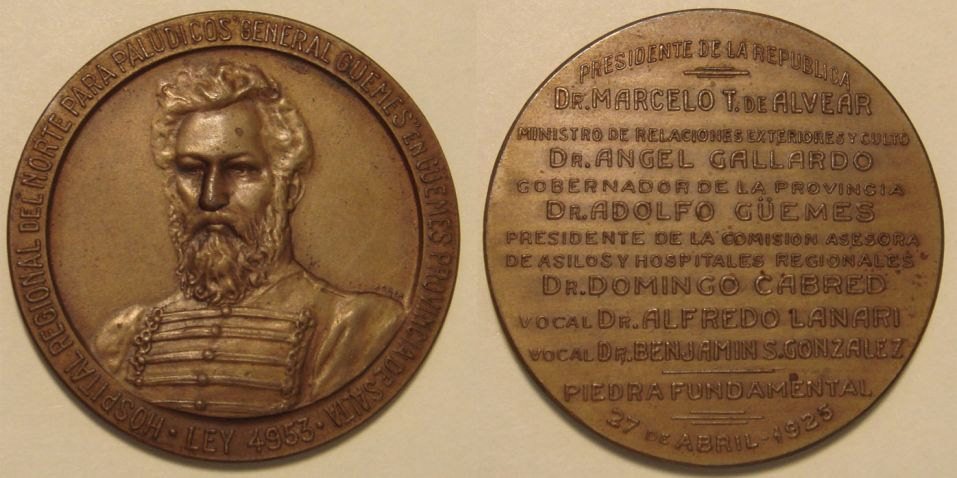 HOSPITAL REGIONAL DEL NORTE PARA PALÚDICOS "GENERAL GÜEMES" EN GÜEMES PROVINCIA DE SALTA
· LEY 4953 ·
PRESIDENTE DE LA REPUBLICA
DR. MARCELO T. DE ALVEAR
MINISTRO DE RELACIONES EXTERIORES Y CULTO
DR. ANGEL GALLARDO
GOBERNADOR DE LA PROVINCIA
DR. ADOLFO GÜEMES
PRESIDENTE DE LA COMISION ASESORA
DE ASILOS Y HOSPITALES REGIONALES
DR. DOMINGO CABRED
VOCAL DR. ALFREDO LANARI
VOCAL DR. BENJAMIN S. GONZALEZ
PIEDRA FUNDAMENTAL
27 DE ABRIL - 1925